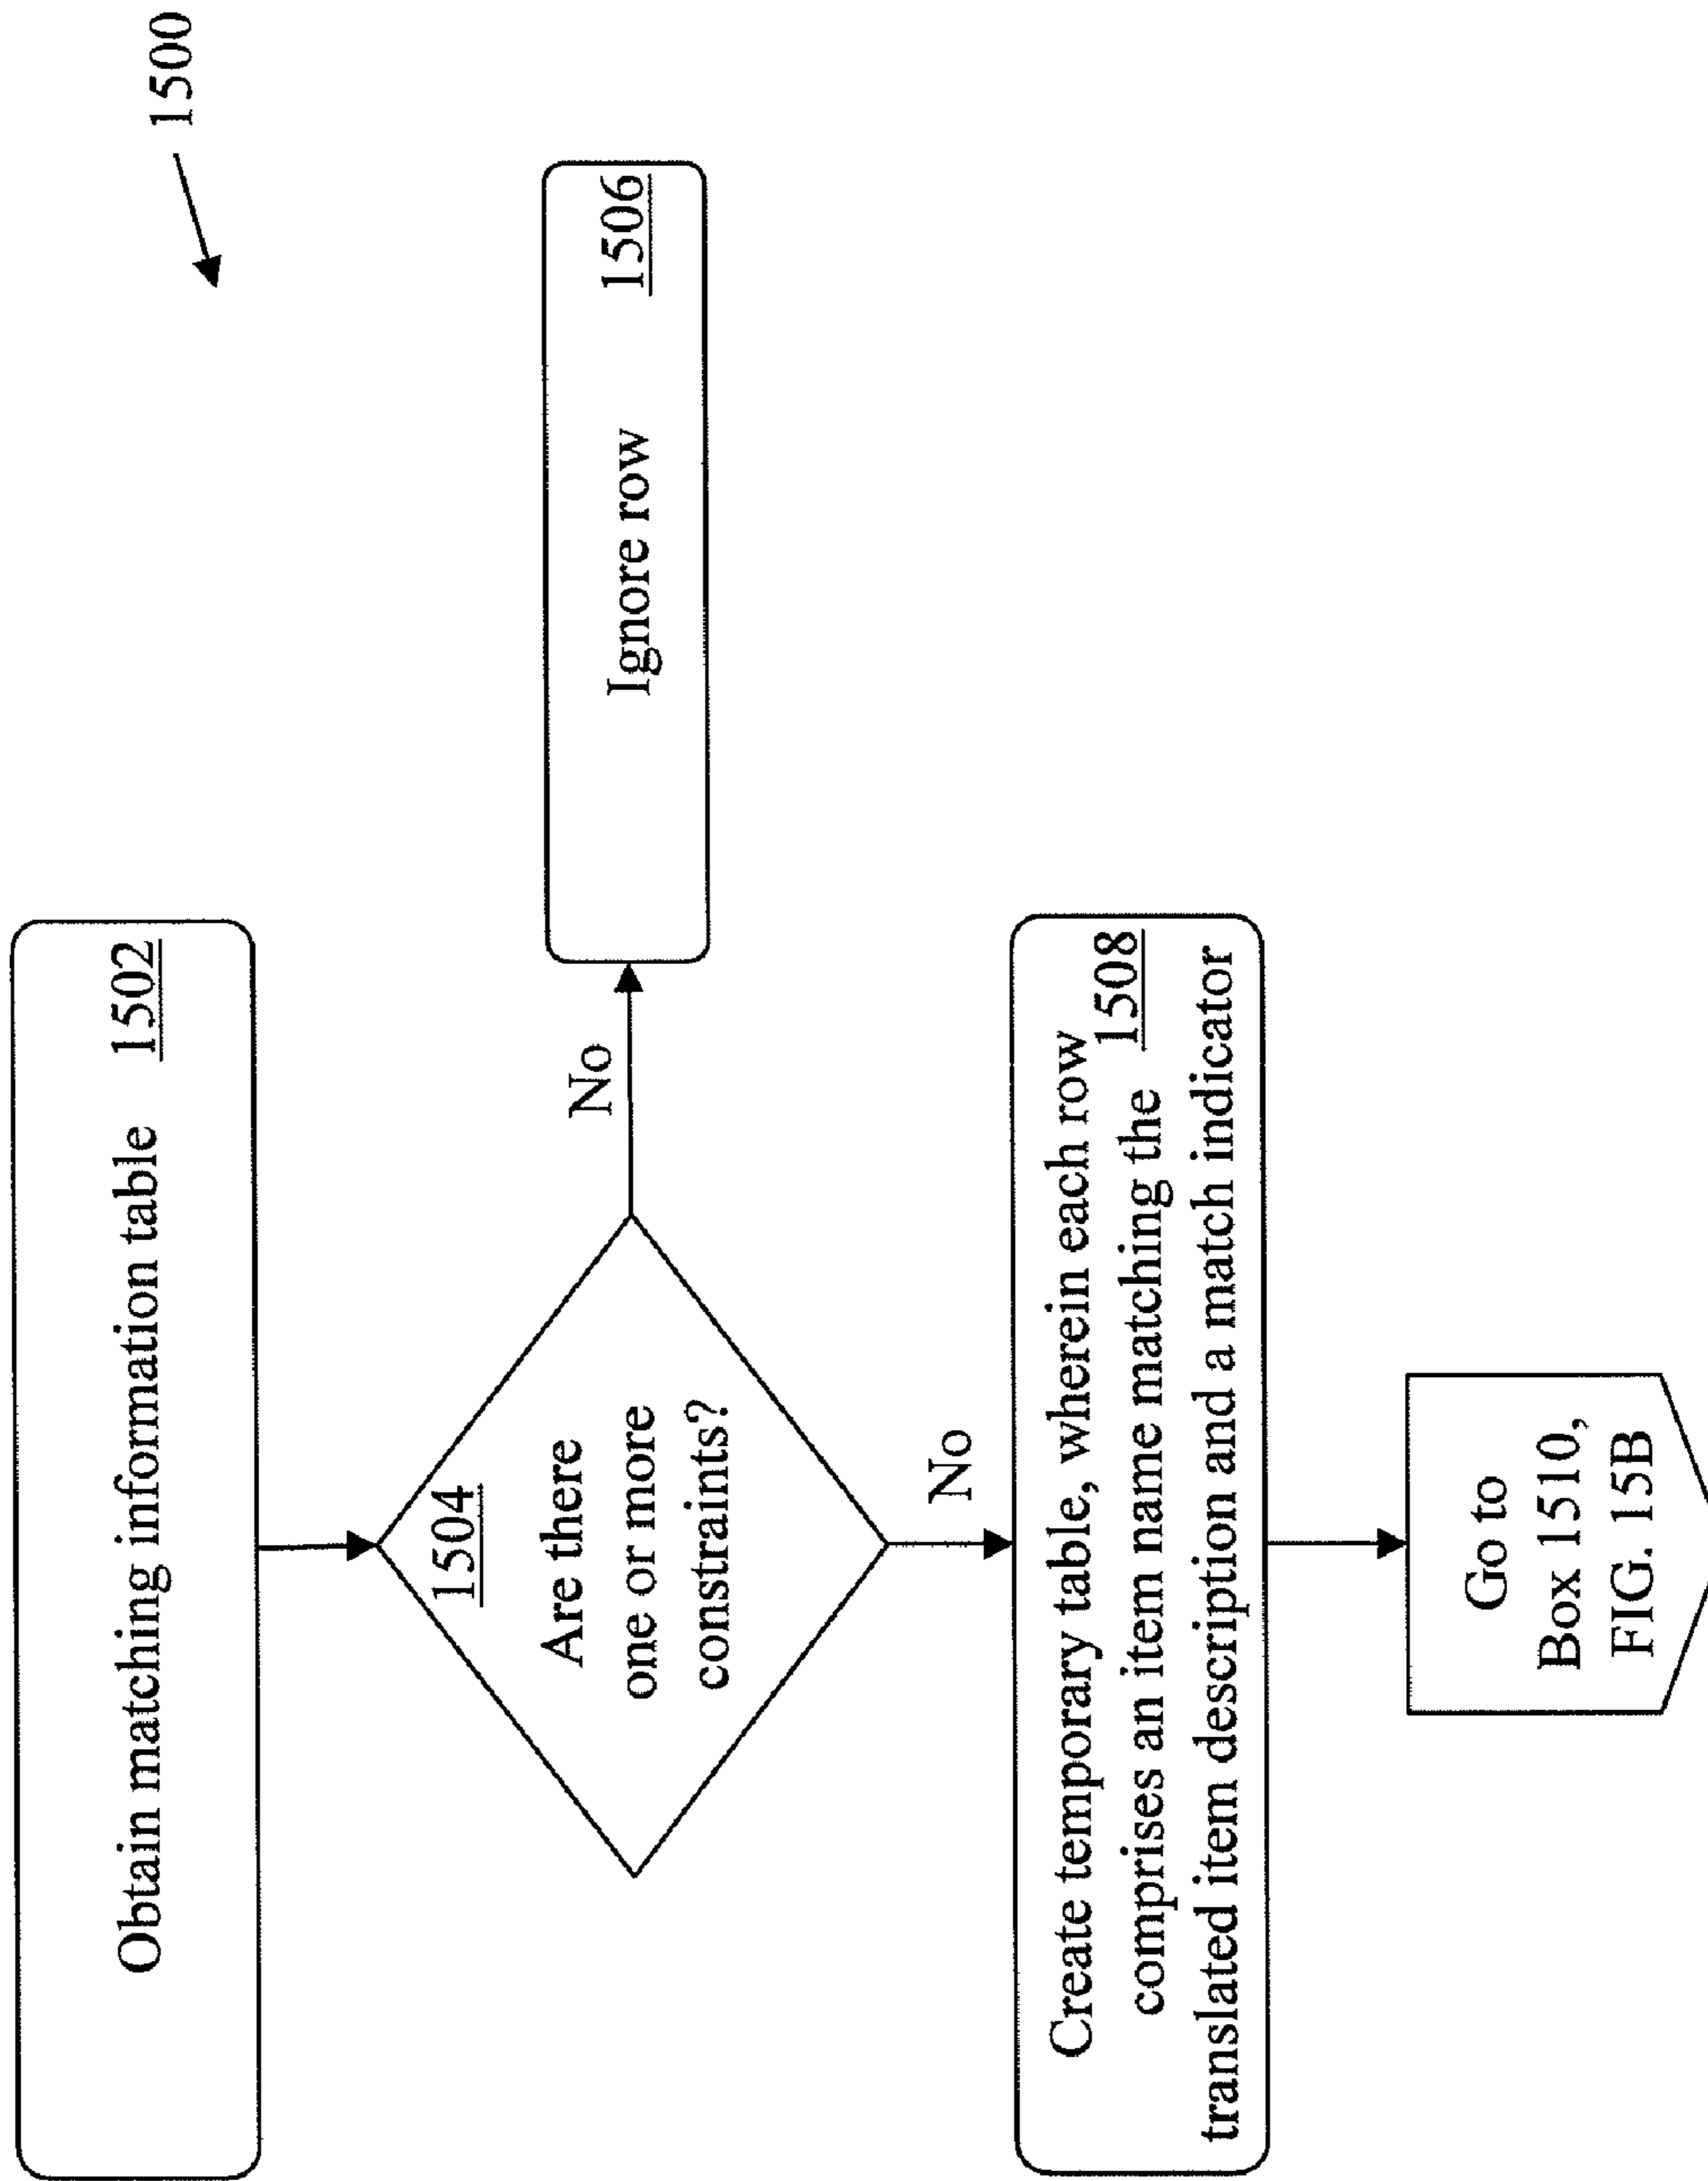 1500
Obtain matching information table 1502
1504
Are there
one or more
constraints?
No
Ignore row 1506
No
Create temporary table, wherein each row
1508
comprises an item name matching the
translated item description and a match indicator
Go to
Box 1510,
FIG. 15B